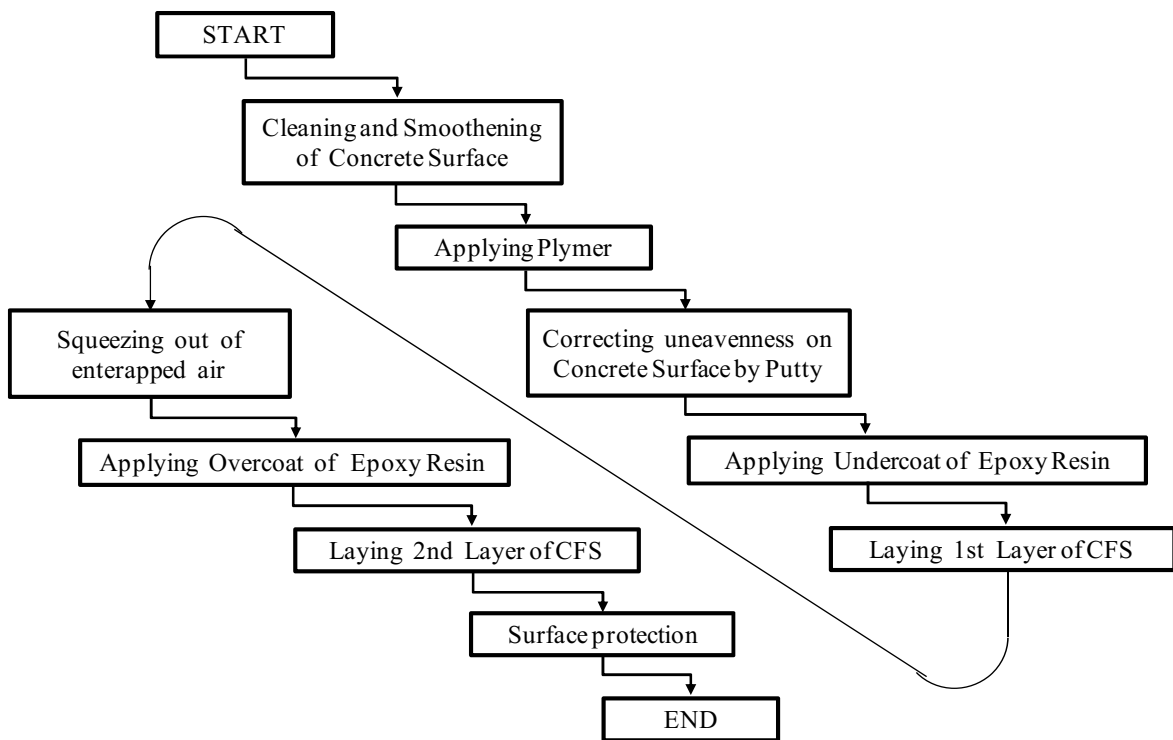 START
Cleaning and Smoothening
of Concrete Surface
Applying Plymer
Correcting uneavenness on
Concrete Surface by Putty
Applying Undercoat of Epoxy Resin
Laying 1st Layer of CFS
Squeezing out of
enterapped air
Applying Overcoat of Epoxy Resin
Laying 2nd Layer of CFS
Surface protection
END